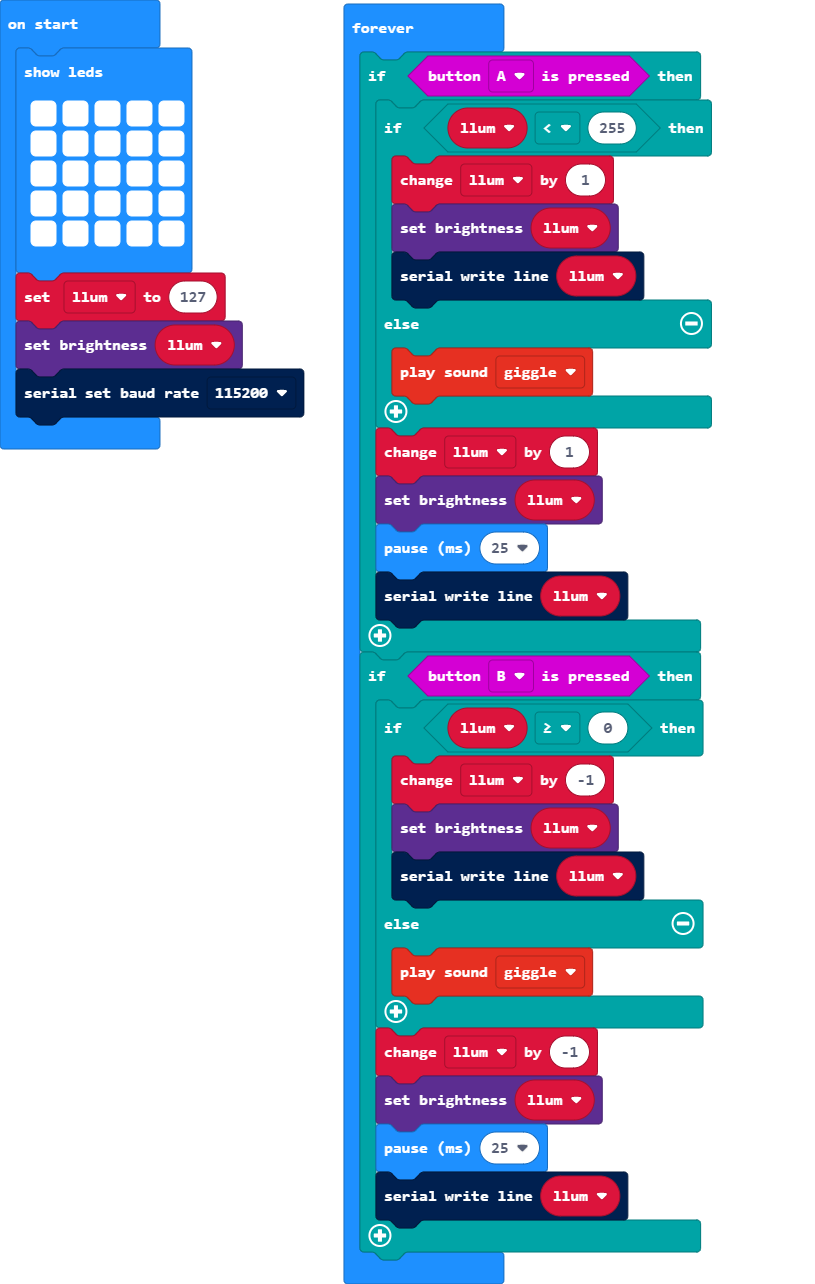 on start
show leds
set llum to 127
set brightness llum
serial set baud rate 115200
forever
if button A is pressed then
if llum < 255 then
change llum by 1
set brightness llum
serial write line llum
else
play sound giggle
change llum by 1
set brightness llum
pause (ms) 25
serial write line llum
if button B is pressed then
if llum ≥ 0 then
change llum by -1
set brightness llum
serial write line llum
else
play sound giggle
change llum by -1
set brightness llum
pause (ms) 25
serial write line llum